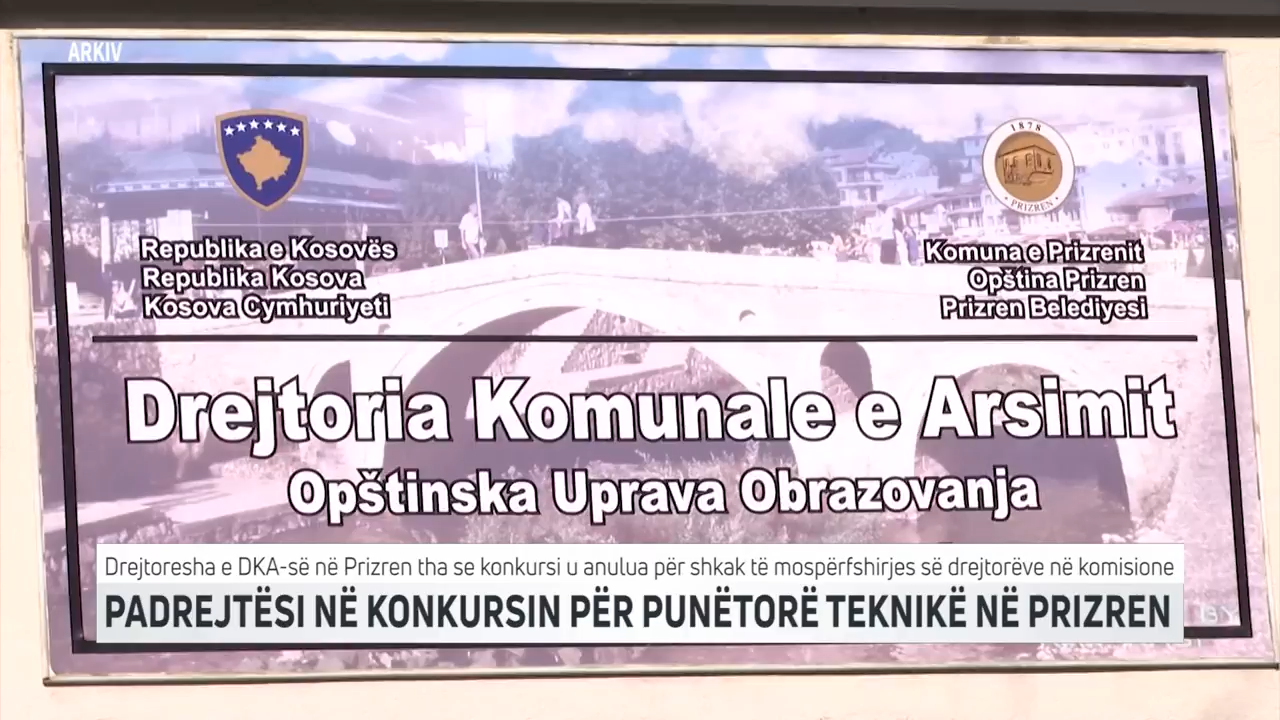 ARKIV
1878
PRIZREN
Republika e Kosovës
Republika Kosova
Kosova Cymhuriyeti
Komuna e Prizrenit
Opština Prizren
Prizren Belediyesi
Drejtoria Komunale e Arsimit
Opštinska Uprava Obrazovanja
Drejtoresha e DKA-së në Prizren tha se konkursi u anulua për shkak të mospërfshirjes së drejtorëve në komisione
PADREJTËSI NË KONKURSIN PËR PUNËTORË TEKNIKË NË PRIZREN